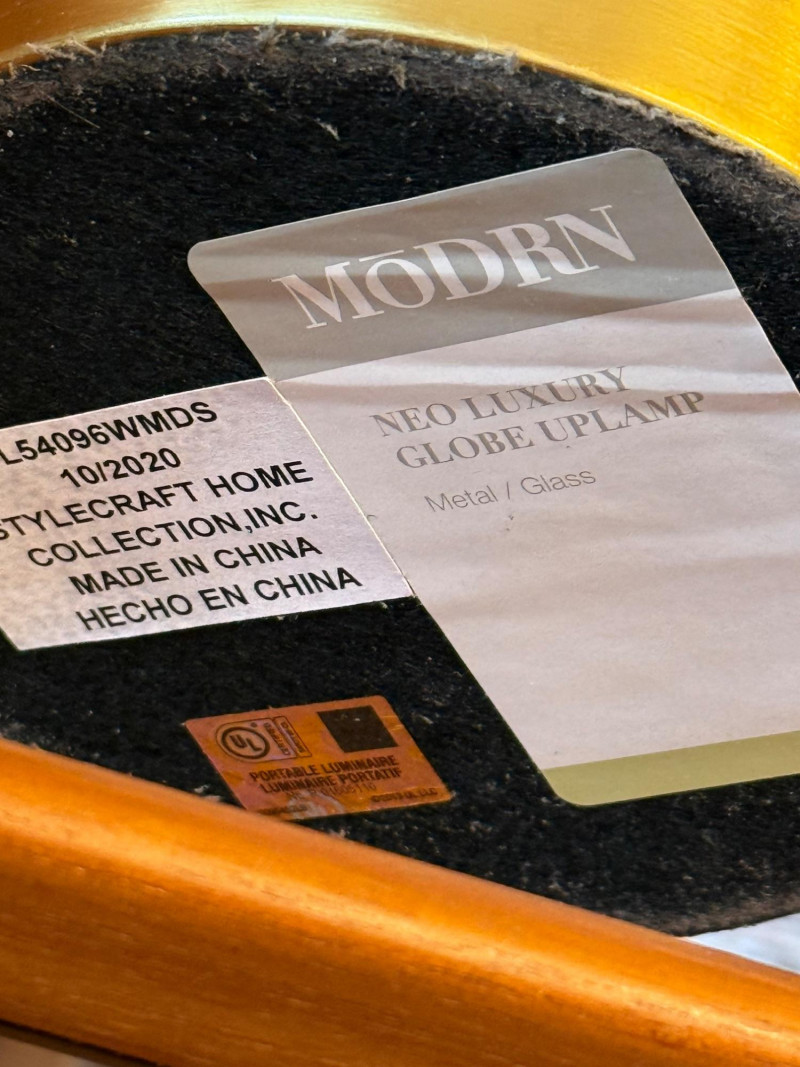 MōDRN
NEO LUXURY
GLOBE UPLAMP
Metal / Glass
L54096WMDS
10/2020
STYLECRAFT HOME
COLLECTION,INC.
MADE IN CHINA
HECHO EN CHINA
UL
PORTABLE LUMINAIRE
LUMINAIRE PORTATIF